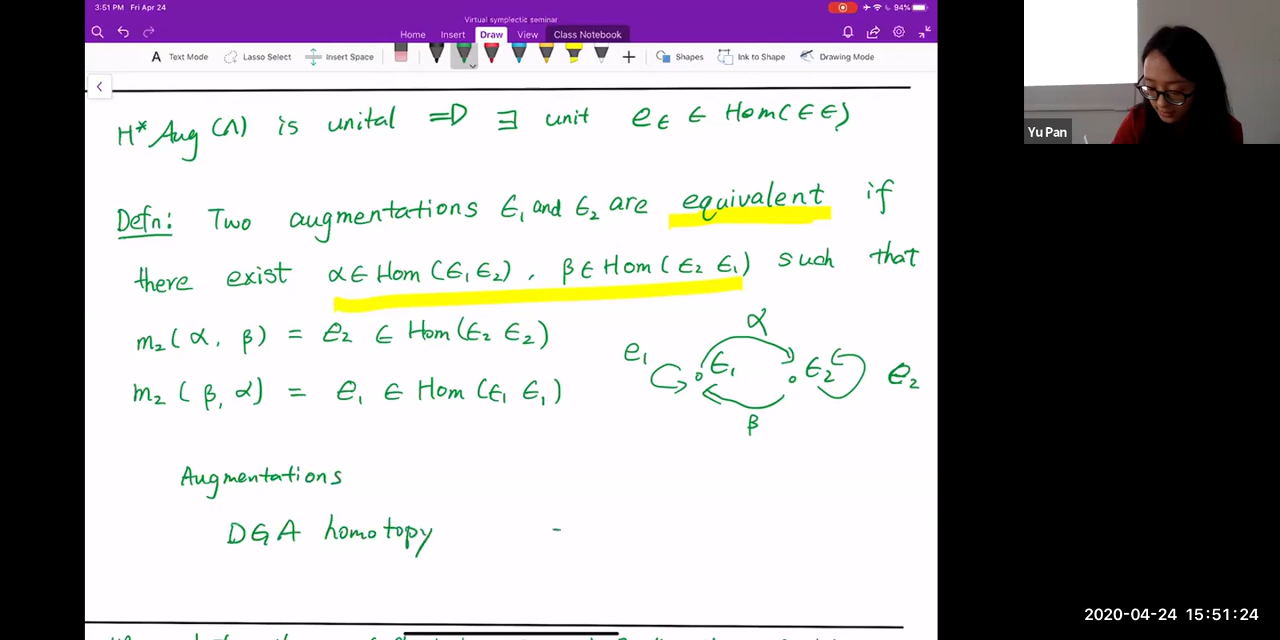 3:51 PM Fri Apr 24
94%
Virtual symplectic seminar
Home Insert Draw View Class Notebook
Text Mode Lasso Select Insert Space Shapes Ink to Shape Drawing Mode
H* Aug (Λ) is unital => ∃ unit e_ϵ ∈ Hom(ϵ ϵ)
Defn: Two augmentations ϵ₁ and ϵ₂ are equivalent if
there exist α ∈ Hom(ϵ₁ ϵ₂), β ∈ Hom(ϵ₂ ϵ₁) such that
m₂(α, β) = e₂ ∈ Hom(ϵ₂ ϵ₂)
m₂(β, α) = e₁ ∈ Hom(ϵ₁ ϵ₁)
α
e₁ ϵ₁ ϵ₂ e₂
β
Augmentations
DGA homotopy
Yu Pan
2020-04-24 15:51:24